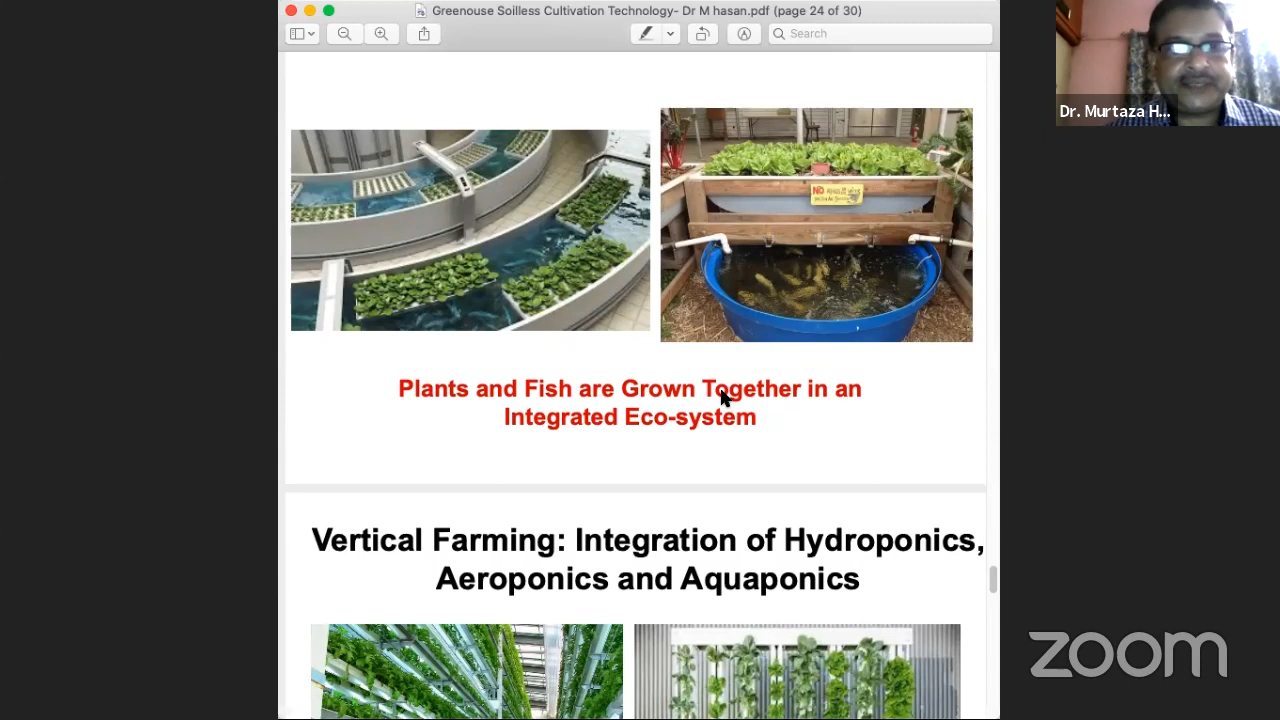 Greenouse Soilless Cultivation Technology- Dr M hasan.pdf (page 24 of 30)
Search
Dr. Murtaza H...
NO
Plants and Fish are Grown Together in an
Integrated Eco-system
Vertical Farming: Integration of Hydroponics,
Aeroponics and Aquaponics
zoom